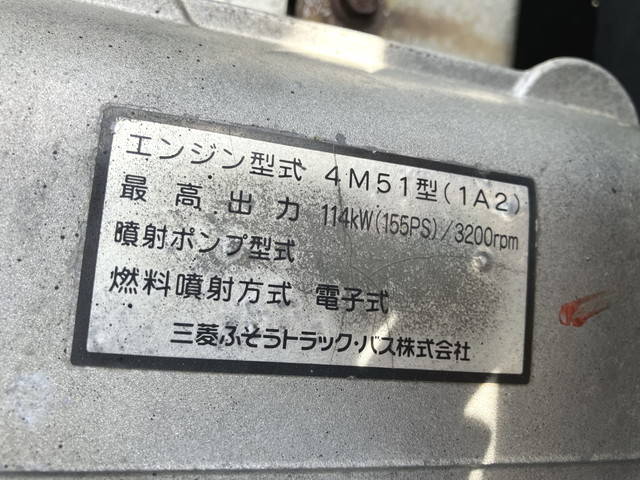 エンジン型式 4M51型(1A2)
最高出力 114kW(155PS)/3200rpm
噴射ポンプ型式
燃料噴射方式 電子式
三菱ふそうトラック・バス株式会社